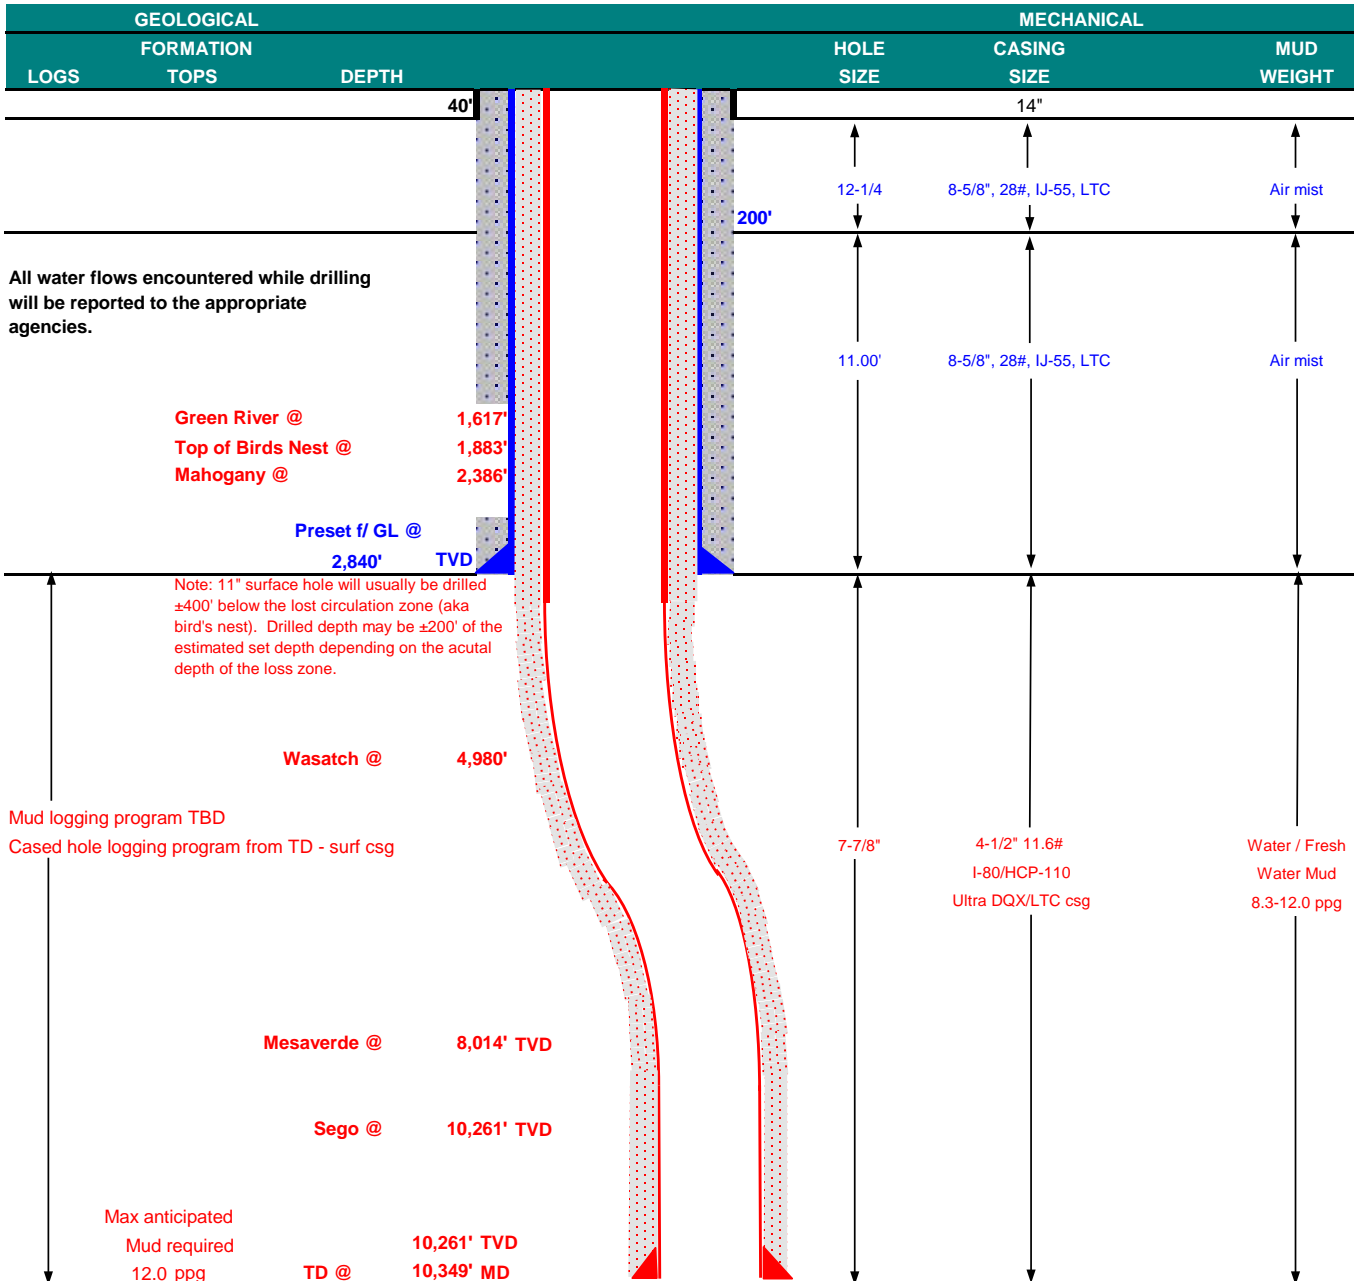 GEOLOGICAL MECHANICAL
FORMATION HOLE CASING MUD
LOGS TOPS DEPTH SIZE SIZE WEIGHT
40' 14"
12-1/4 8-5/8", 28#, IJ-55, LTC Air mist
200'
All water flows encountered while drilling
will be reported to the appropriate
agencies.
11.00' 8-5/8", 28#, IJ-55, LTC Air mist
Green River @ 1,617'
Top of Birds Nest @ 1,883'
Mahogany @ 2,386'
Preset f/ GL @
2,840' TVD
Note: 11" surface hole will usually be drilled
±400' below the lost circulation zone (aka
bird's nest). Drilled depth may be ±200' of the
estimated set depth depending on the acutal
depth of the loss zone.
Wasatch @ 4,980'
Mud logging program TBD
Cased hole logging program from TD - surf csg
7-7/8" 4-1/2" 11.6# Water / Fresh
I-80/HCP-110 Water Mud
Ultra DQX/LTC csg 8.3-12.0 ppg
Mesaverde @ 8,014' TVD
Sego @ 10,261' TVD
Max anticipated
Mud required 10,261' TVD
12.0 ppg TD @ 10,349' MD